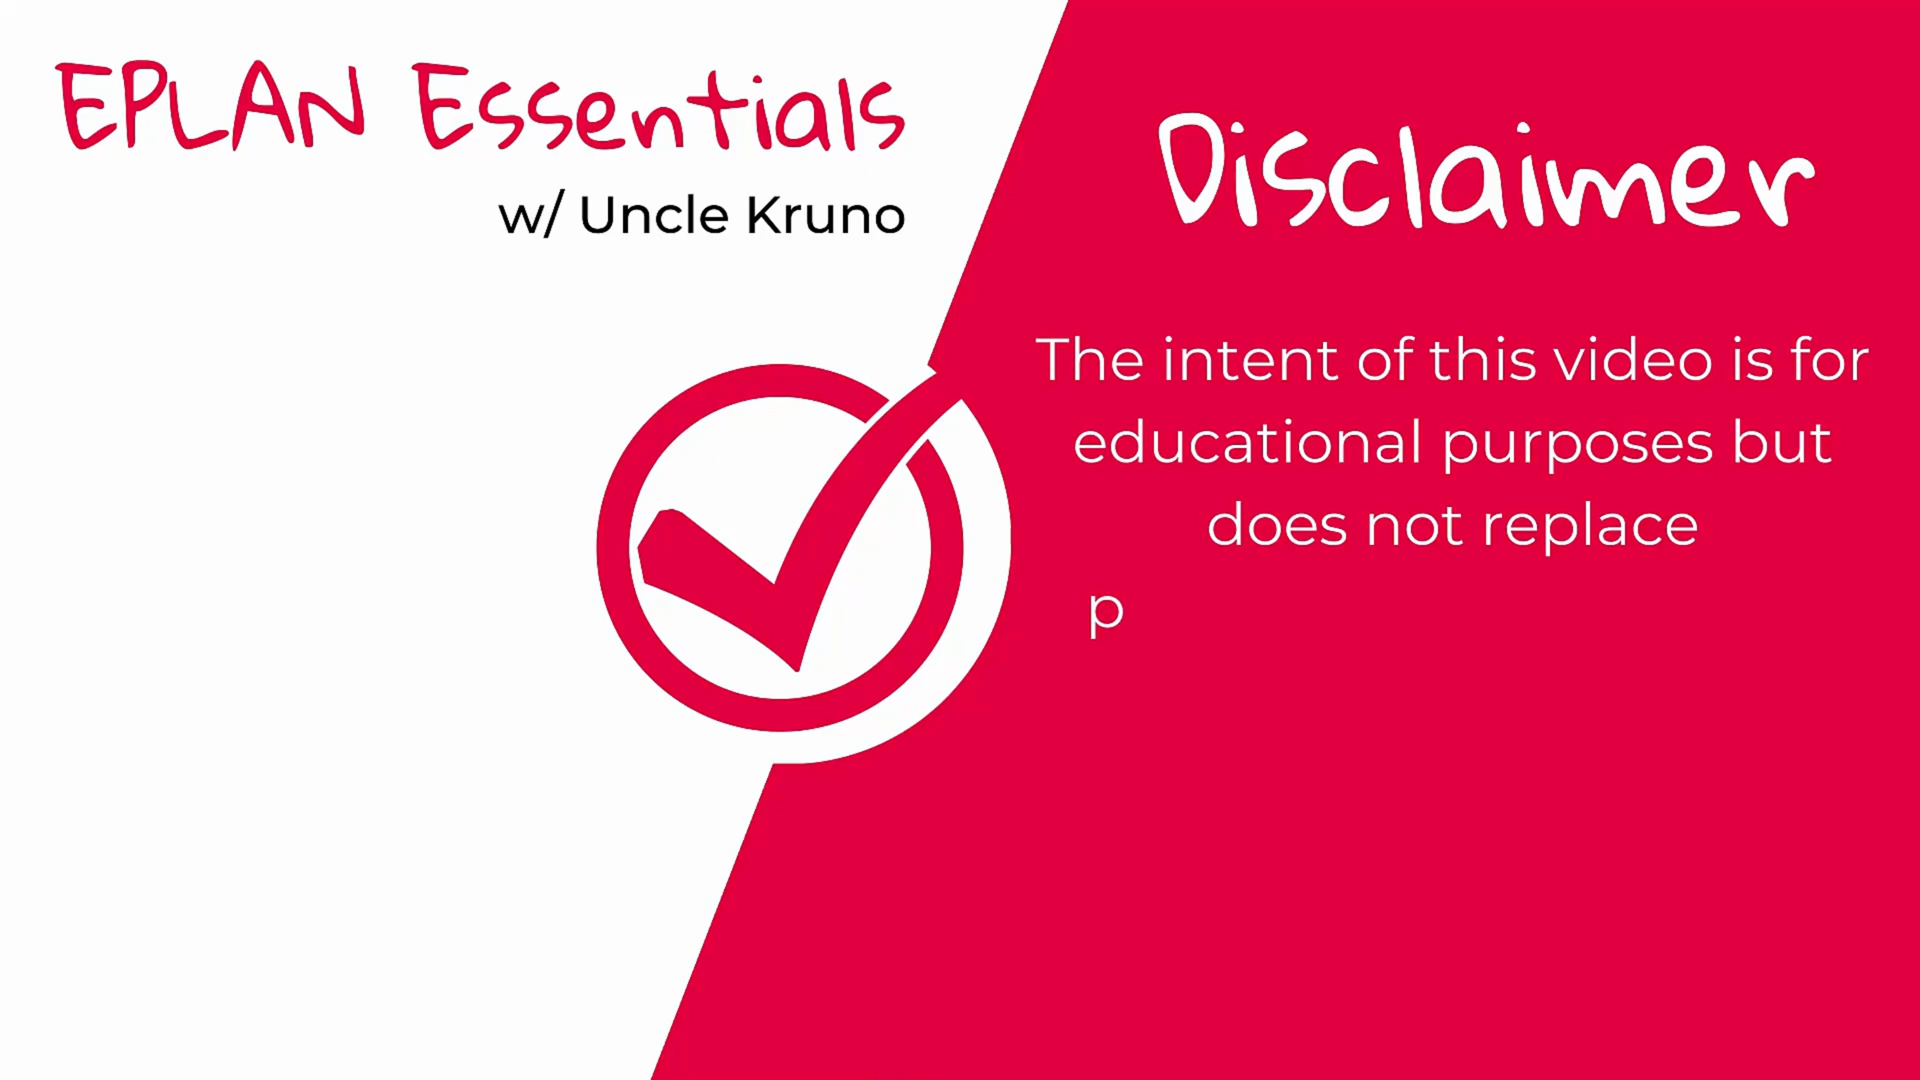 EPLAN Essentials
w/ Uncle Kruno
Disclaimer
The intent of this video is for
educational purposes but
does not replace
p